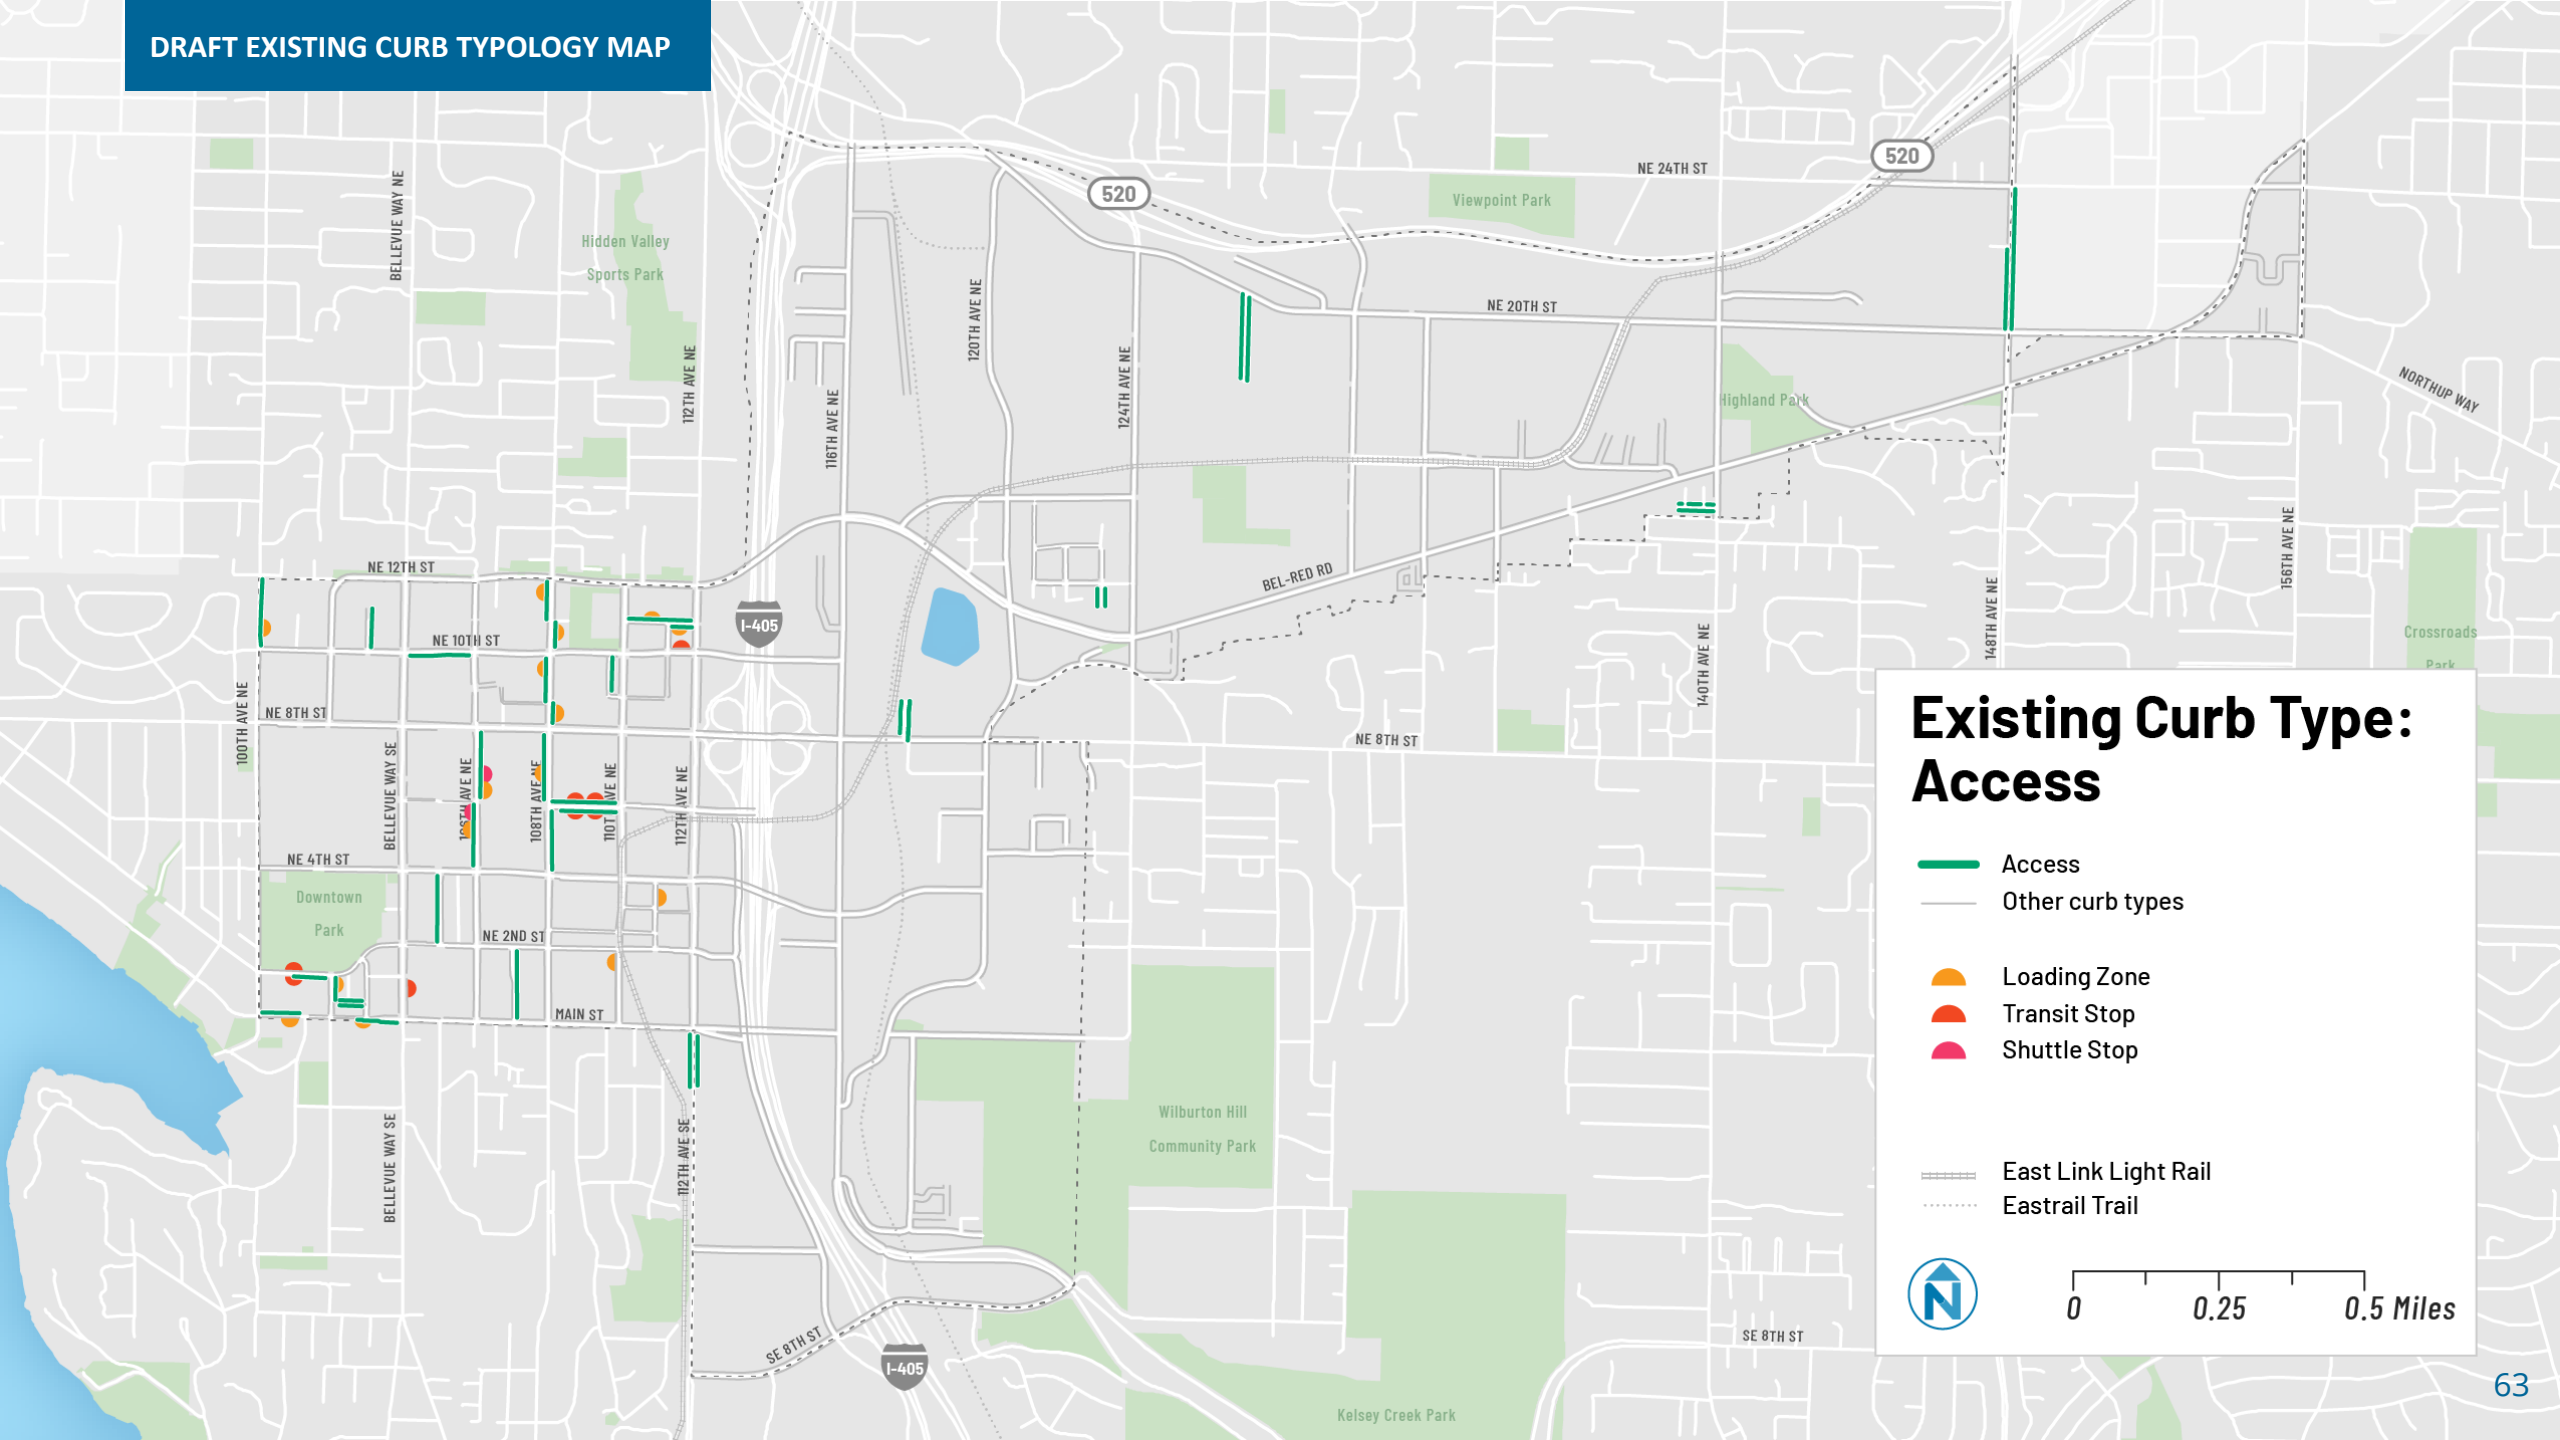 DRAFT EXISTING CURB TYPOLOGY MAP
520
NE 24TH ST
520
Viewpoint Park
BELLEVUE WAY NE
Hidden Valley
Sports Park
120TH AVE NE
NE 20TH ST
112TH AVE NE
124TH AVE NE
116TH AVE NE
Highland Park
NORTHUP WAY
NE 12TH ST
BEL-RED RD
156TH AVE NE
148TH AVE NE
I-405
NE 10TH ST
140TH AVE NE
Crossroads
Park
100TH AVE NE
NE 8TH ST
NE 8TH ST
BELLEVUE WAY SE
106TH AVE NE
108TH AVE NE
110TH AVE NE
112TH AVE NE
NE 4TH ST
Downtown
Park
NE 2ND ST
MAIN ST
Wilburton Hill
Community Park
BELLEVUE WAY SE
112TH AVE SE
SE 8TH ST
I-405
SE 8TH ST
Kelsey Creek Park
Existing Curb Type:
Access
Access
Other curb types
Loading Zone
Transit Stop
Shuttle Stop
East Link Light Rail
Eastrail Trail
N
0 0.25 0.5 Miles
63